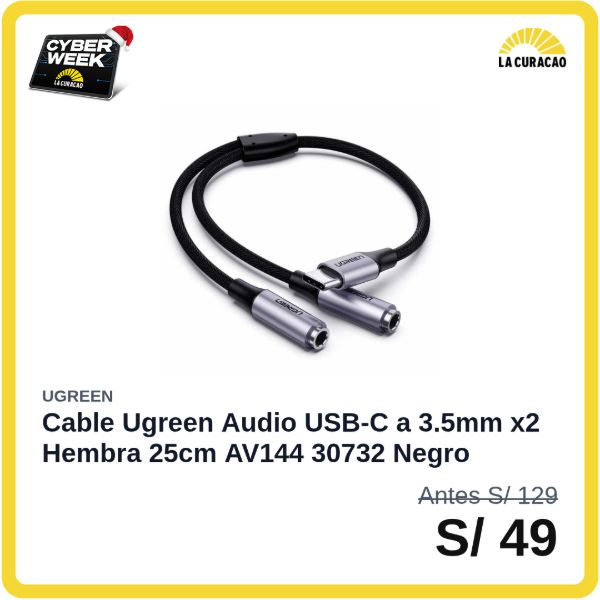 CYBER
WEEK
LA CURACAO
LA CURACAO
UGREEN
UGREEN
UGREEN
UGREEN
Cable Ugreen Audio USB-C a 3.5mm x2
Hembra 25cm AV144 30732 Negro
Antes S/ 129
S/ 49